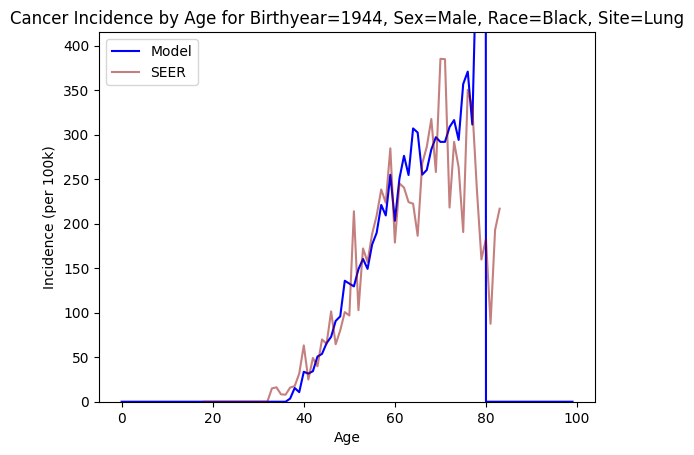 Cancer Incidence by Age for Birthyear=1944, Sex=Male, Race=Black, Site=Lung
Model
SEER
400
350
300
250
200
150
100
50
0
Incidence (per 100k)
0 20 40 60 80 100
Age